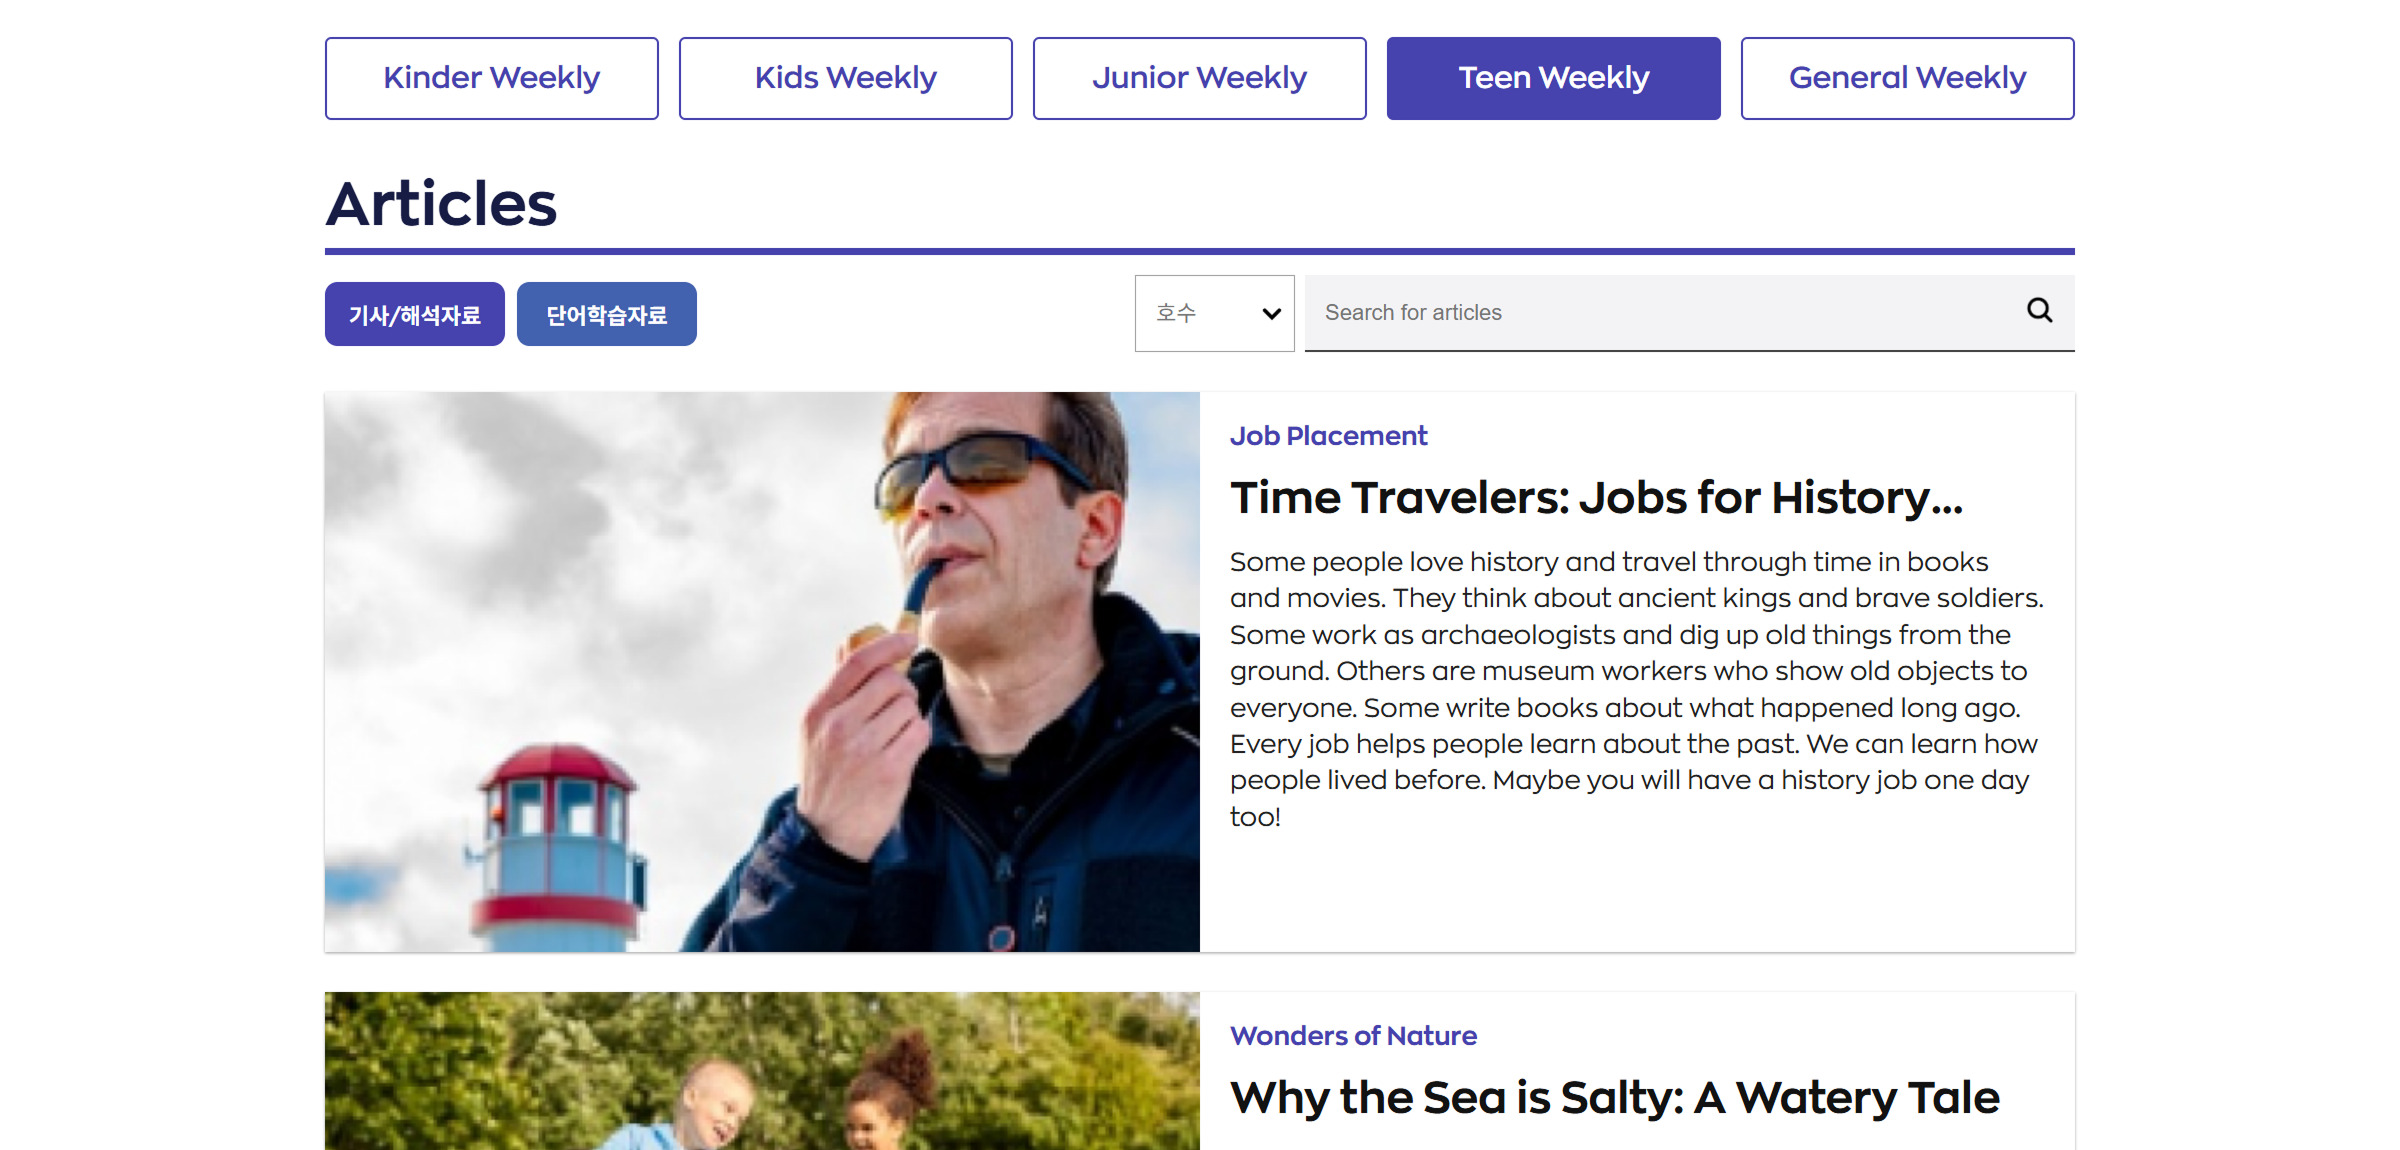 Kinder Weekly
Kids Weekly
Junior Weekly
Teen Weekly
General Weekly
Articles
기사/해석자료
단어학습자료
호수
Search for articles
Job Placement
Time Travelers: Jobs for History...
Some people love history and travel through time in books
and movies. They think about ancient kings and brave soldiers.
Some work as archaeologists and dig up old things from the
ground. Others are museum workers who show old objects to
everyone. Some write books about what happened long ago.
Every job helps people learn about the past. We can learn how
people lived before. Maybe you will have a history job one day
too!
Wonders of Nature
Why the Sea is Salty: A Watery Tale